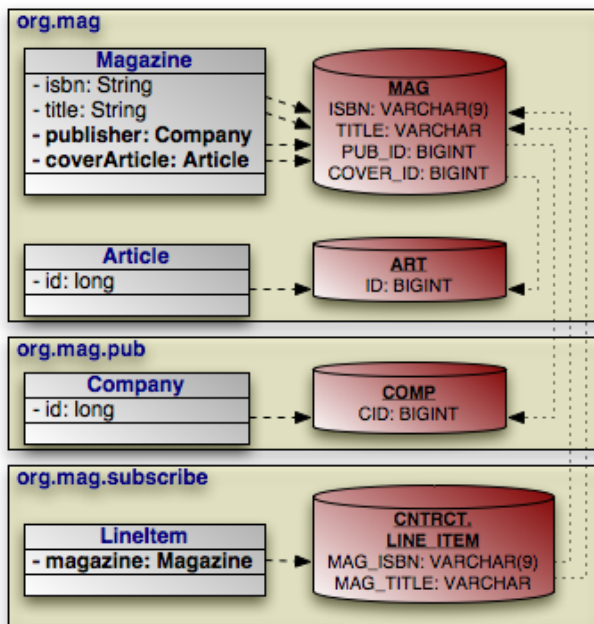 org.mag
Magazine
- isbn: String
- title: String
- publisher: Company
- coverArticle: Article
MAG
ISBN: VARCHAR(9)
TITLE: VARCHAR
PUB_ID: BIGINT
COVER_ID: BIGINT
Article
- id: long
ART
ID: BIGINT
org.mag.pub
Company
- id: long
COMP
CID: BIGINT
org.mag.subscribe
LineItem
- magazine: Magazine
CNTRCT.
LINE_ITEM
MAG_ISBN: VARCHAR(9)
MAG_TITLE: VARCHAR